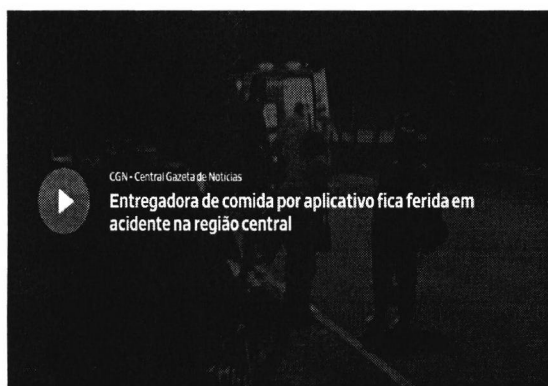 CGN - Central Gazeta de Notícias
Entregadora de comida por aplicativo fica ferida em
acidente na região central